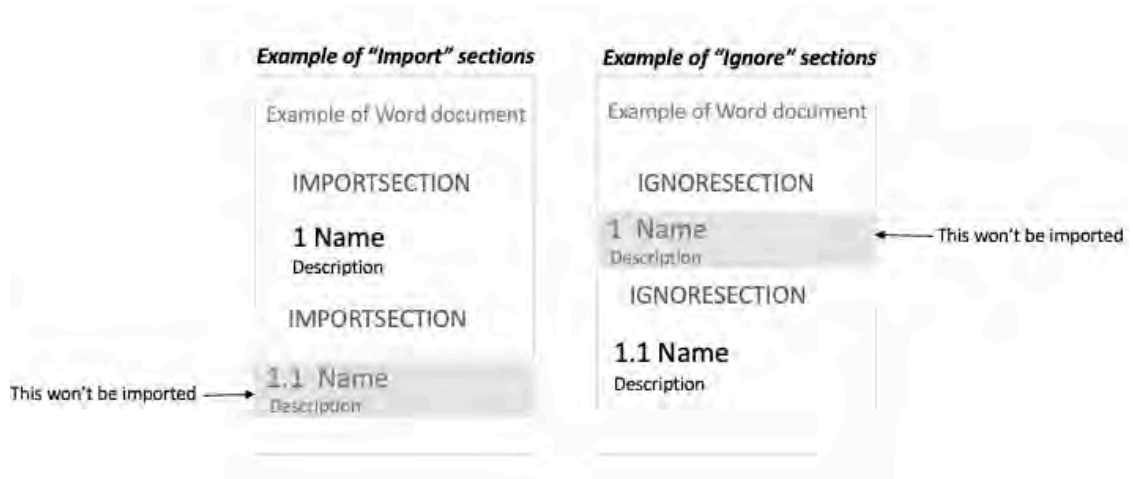 Example of "Import" sections
Example of Word document
IMPORTSECTION
1 Name
Description
IMPORTSECTION
1.1 Name
Description
This won't be imported
Example of "Ignore" sections
Example of Word document
IGNORESECTION
1 Name
Description
This won't be imported
IGNORESECTION
1.1 Name
Description